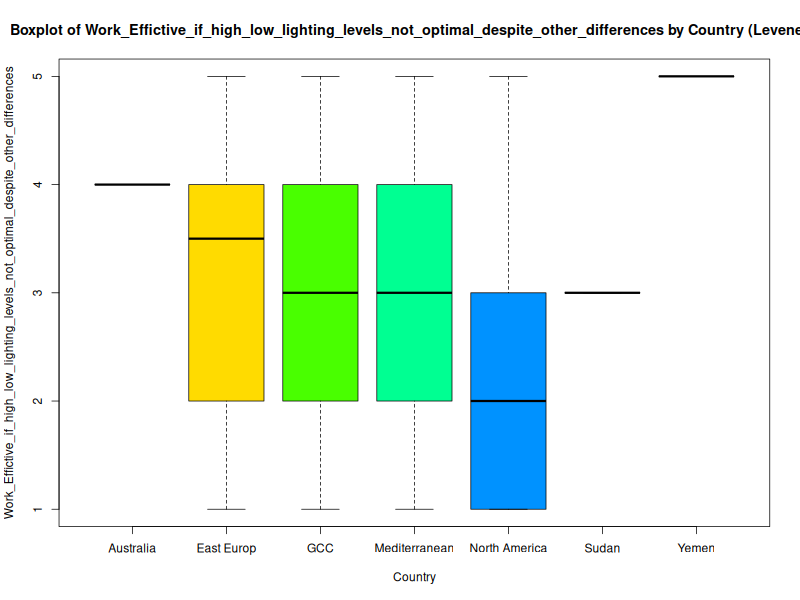 Boxplot of Work_Effictive_if_high_low_lighting_levels_not_optimal_despite_other_differences by Country (Levene
Work_Effictive_if_high_low_lighting_levels_not_optimal_despite_other_differences
5
4
3
2
1
Australia East Europ GCC Mediterranean North America Sudan Yemen
Country